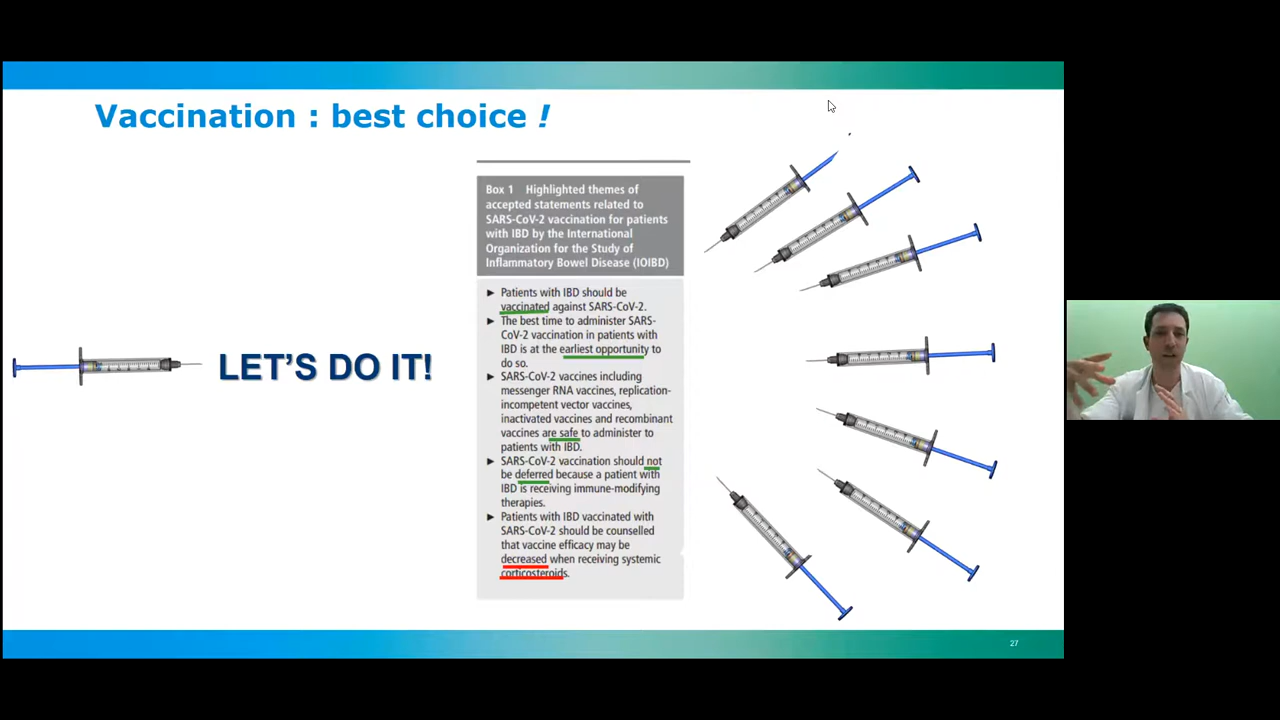 Vaccination : best choice !
Box 1 Highlighted themes of
accepted statements related to
SARS-CoV-2 vaccination for patients
with IBD by the International
Organization for the Study of
Inflammatory Bowel Disease (IOIBD)
► Patients with IBD should be
vaccinated against SARS-CoV-2.
► The best time to administer SARS-
CoV-2 vaccination in patients with
IBD is at the earliest opportunity to
do so.
► SARS-CoV-2 vaccines including
messenger RNA vaccines, replication-
incompetent vector vaccines,
inactivated vaccines and recombinant
vaccines are safe to administer to
patients with IBD.
► SARS-CoV-2 vaccination should not
be deferred because a patient with
IBD is receiving immune-modifying
therapies.
► Patients with IBD vaccinated with
SARS-CoV-2 should be counselled
that vaccine efficacy may be
decreased when receiving systemic
corticosteroids.
LET'S DO IT!
27